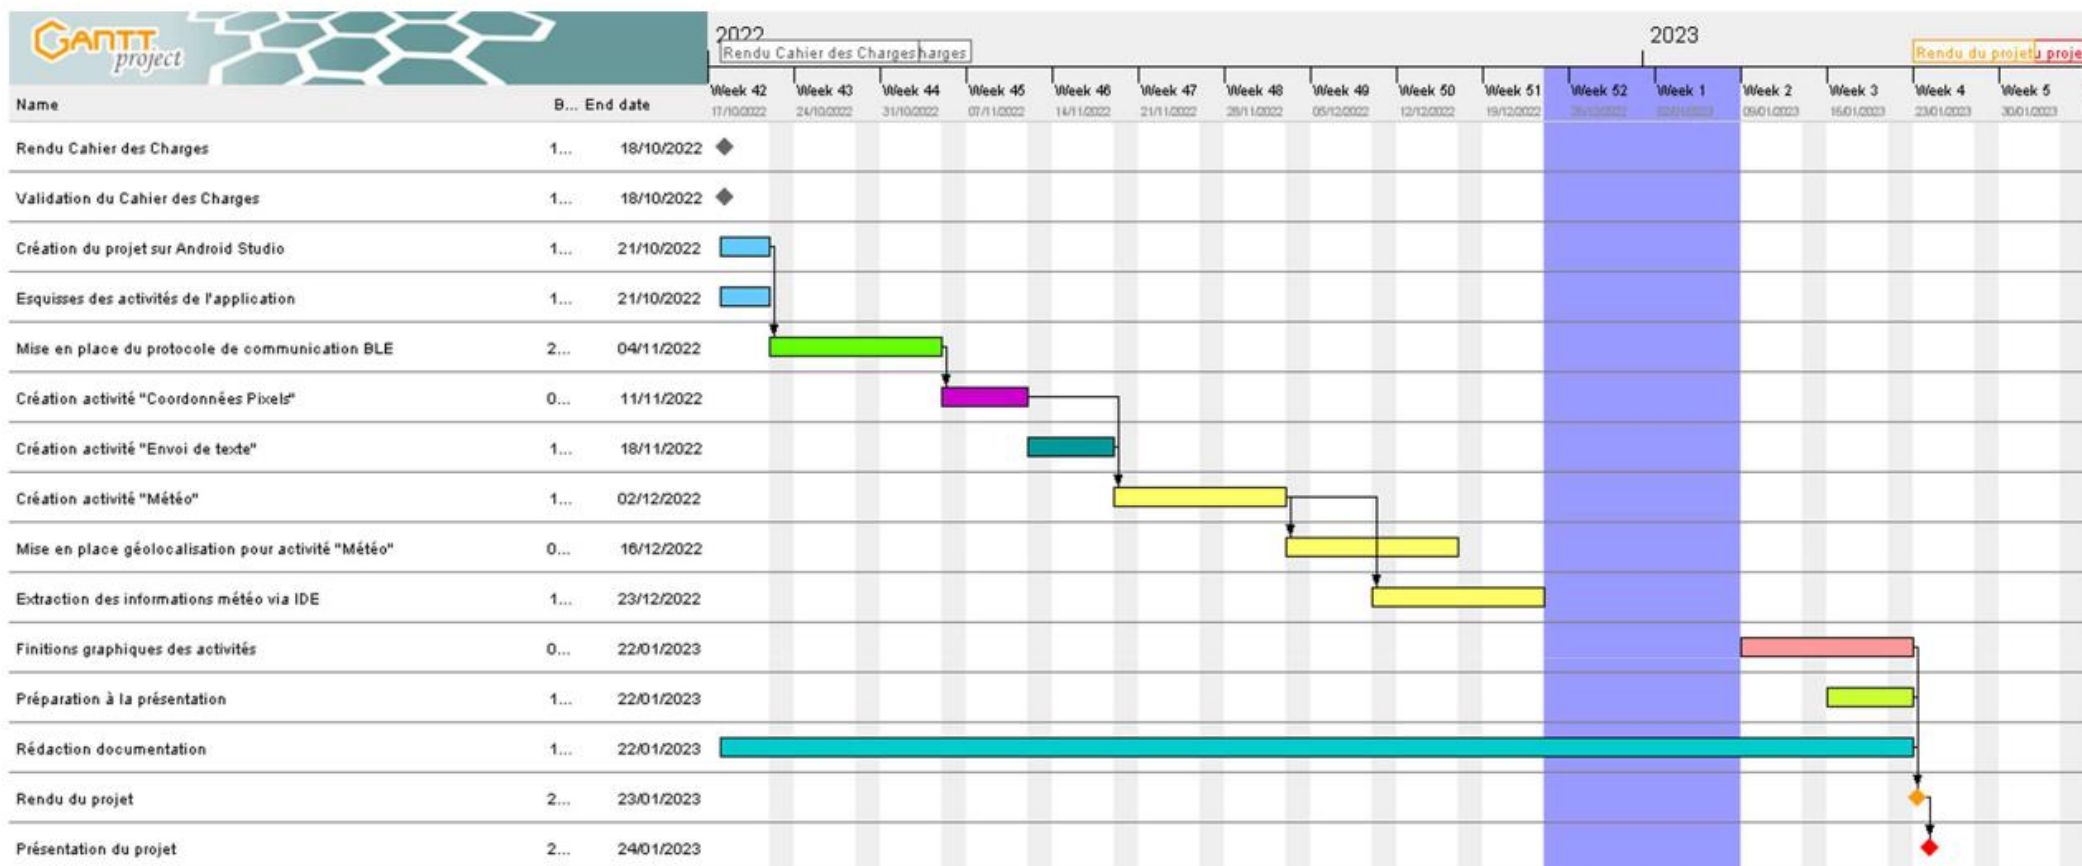 GANTT project
2022
2023
Rendu Cahier des Charges harges
Rendu du projet u proje
Week 42 Week 43 Week 44 Week 45 Week 46 Week 47 Week 48 Week 49 Week 50 Week 51 Week 52 Week 1 Week 2 Week 3 Week 4 Week 5
Name B... End date
17/10/2022 24/10/2022 31/10/2022 07/11/2022 14/11/2022 21/11/2022 28/11/2022 05/12/2022 12/12/2022 19/12/2022 26/12/2022 02/01/2023 09/01/2023 16/01/2023 23/01/2023 30/01/2023
Rendu Cahier des Charges 1... 18/10/2022
Validation du Cahier des Charges 1... 18/10/2022
Création du projet sur Android Studio 1... 21/10/2022
Esquisses des activités de l'application 1... 21/10/2022
Mise en place du protocole de communication BLE 2... 04/11/2022
Création activité "Coordonnées Pixels" 0... 11/11/2022
Création activité "Envoi de texte" 1... 18/11/2022
Création activité "Météo" 1... 02/12/2022
Mise en place géolocalisation pour activité "Météo" 0... 16/12/2022
Extraction des informations météo via IDE 1... 23/12/2022
Finitions graphiques des activités 0... 22/01/2023
Préparation à la présentation 1... 22/01/2023
Rédaction documentation 1... 22/01/2023
Rendu du projet 2... 23/01/2023
Présentation du projet 2... 24/01/2023